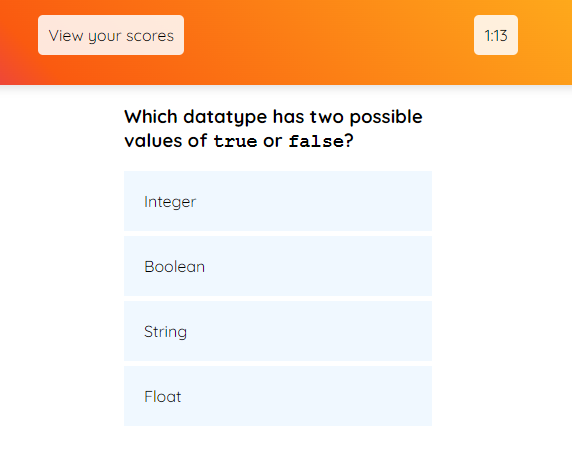 View your scores
1:13
Which datatype has two possible
values of true or false?
Integer
Boolean
String
Float